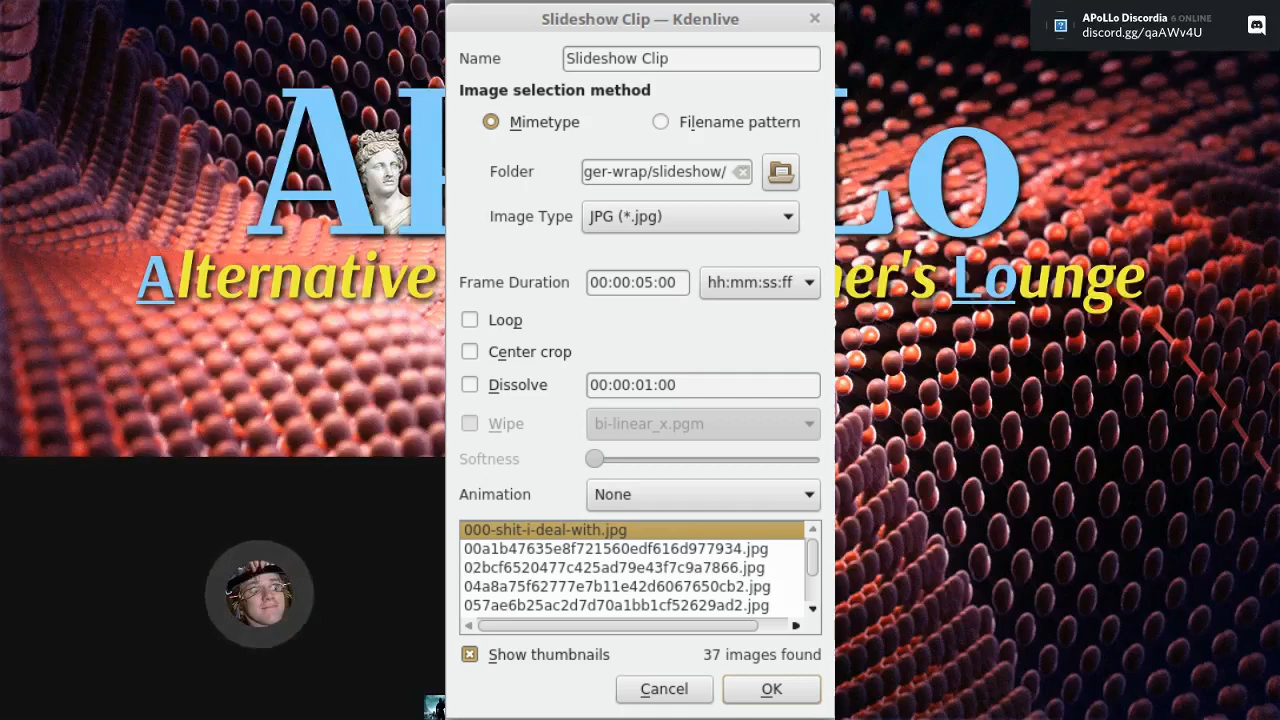 Slideshow Clip — Kdenlive
APoLLo Discordia 6 ONLINE
discord.gg/qaAWv4U
Name Slideshow Clip
Image selection method
Mimetype Filename pattern
Folder ger-wrap/slideshow/
Image Type JPG (*.jpg)
A LO
Alternative er's Lounge
Frame Duration 00:00:05:00 hh:mm:ss:ff
Loop
Center crop
Dissolve 00:00:01:00
Wipe bi-linear_x.pgm
Softness
Animation None
000-shit-i-deal-with.jpg
00a1b47635e8f721560edf616d977934.jpg
02bcf6520477c425ad79e43f7c9a7866.jpg
04a8a75f62777e7b11e42d6067650cb2.jpg
057ae6b25ac2d7d70a1bb1cf52629ad2.jpg
Show thumbnails 37 images found
Cancel OK